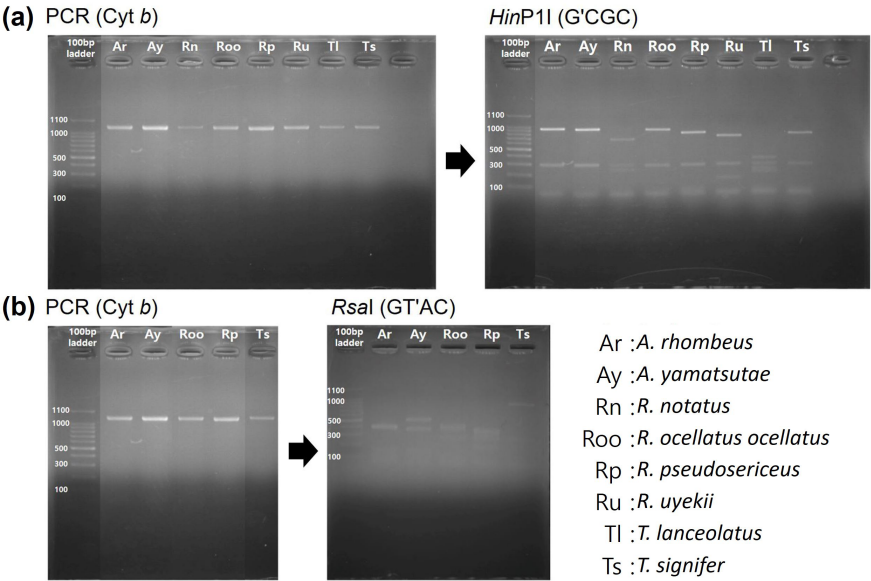 (a) PCR (Cyt b) HinP1I (G'CGC)
100bp ladder Ar Ay Rn Roo Rp Ru Tl Ts
1100
1000
500
300
100
100bp ladder Ar Ay Rn Roo Rp Ru Tl Ts
1100
1000
500
300
100
(b) PCR (Cyt b) RsaI (GT'AC)
100bp ladder Ar Ay Roo Rp Ts
1100
1000
500
300
100
100bp ladder Ar Ay Roo Rp Ts
1100
1000
500
300
100
Ar : A. rhombeus
Ay : A. yamatsutae
Rn : R. notatus
Roo : R. ocellatus ocellatus
Rp : R. pseudosericeus
Ru : R. uyekii
Tl : T. lanceolatus
Ts : T. signifer